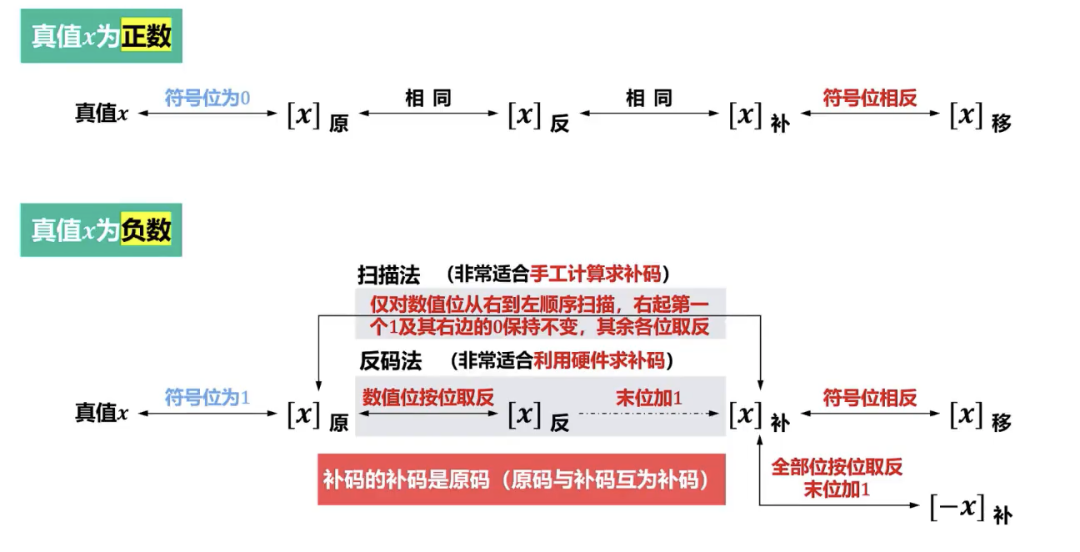 真值x为正数
真值x 符号位为0 [x]原 相 同 [x]反 相 同 [x]补 符号位相反 [x]移
真值x为负数
扫描法 （非常适合手工计算求补码）
仅对数值位从右到左顺序扫描，右起第一
个1及其右边的0保持不变，其余各位取反
反码法 （非常适合利用硬件求补码）
真值x 符号位为1 [x]原 数值位按位取反 [x]反 末位加1 [x]补 符号位相反 [x]移
补码的补码是原码（原码与补码互为补码）
全部位按位取反
末位加1
[−x]补